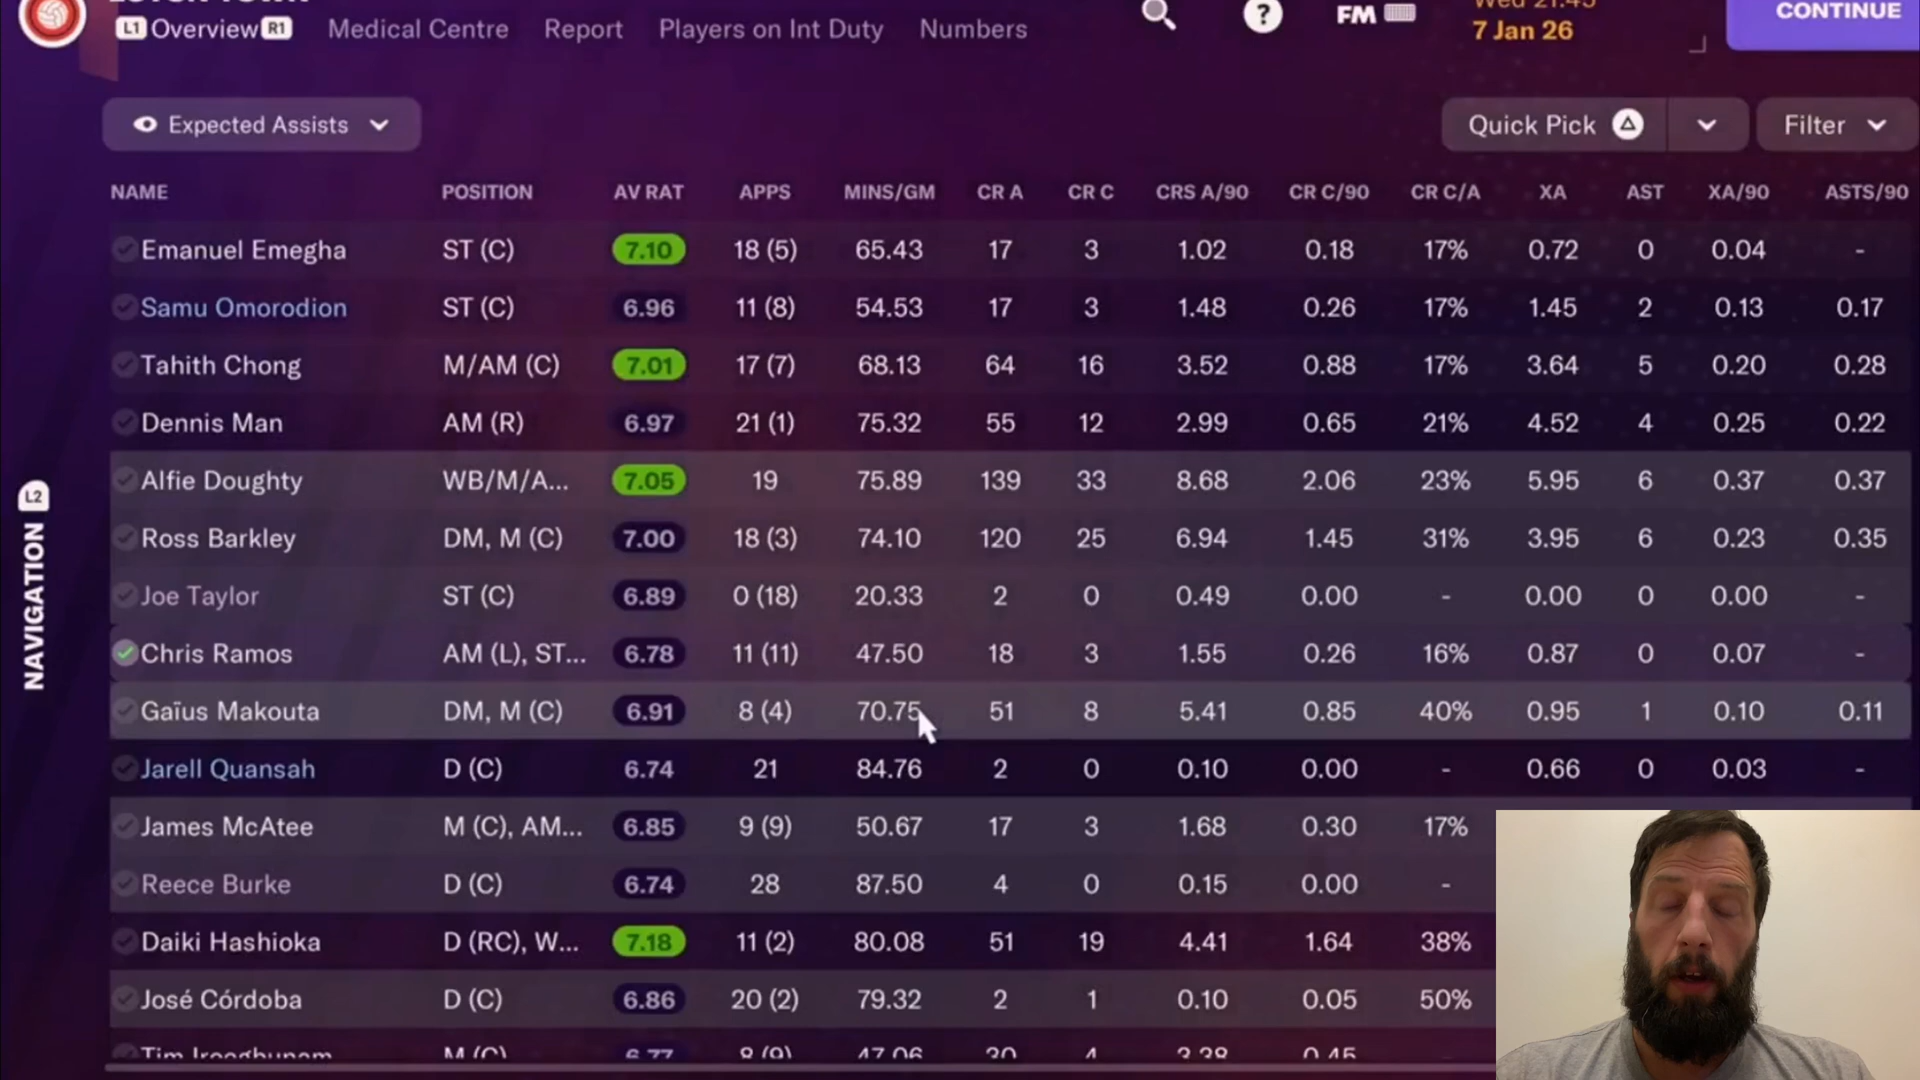 L1 Overview R1 Medical Centre Report Players on Int Duty Numbers ? FM 7 Jan 26 CONTINUE
Expected Assists Quick Pick Filter
NAME POSITION AV RAT APPS MINS/GM CR A CR C CRS A/90 CR C/90 CR C/A XA AST XA/90 ASTS/90
Emanuel Emegha ST (C) 7.10 18 (5) 65.43 17 3 1.02 0.18 17% 0.72 0 0.04 -
Samu Omorodion ST (C) 6.96 11 (8) 54.53 17 3 1.48 0.26 17% 1.45 2 0.13 0.17
Tahith Chong M/AM (C) 7.01 17 (7) 68.13 64 16 3.52 0.88 17% 3.64 5 0.20 0.28
Dennis Man AM (R) 6.97 21 (1) 75.32 55 12 2.99 0.65 21% 4.52 4 0.25 0.22
Alfie Doughty WB/M/A... 7.05 19 75.89 139 33 8.68 2.06 23% 5.95 6 0.37 0.37
Ross Barkley DM, M (C) 7.00 18 (3) 74.10 120 25 6.94 1.45 31% 3.95 6 0.23 0.35
Joe Taylor ST (C) 6.89 0 (18) 20.33 2 0 0.49 0.00 - 0.00 0 0.00 -
Chris Ramos AM (L), ST... 6.78 11 (11) 47.50 18 3 1.55 0.26 16% 0.87 0 0.07 -
Gaïus Makouta DM, M (C) 6.91 8 (4) 70.75 51 8 5.41 0.85 40% 0.95 1 0.10 0.11
Jarell Quansah D (C) 6.74 21 84.76 2 0 0.10 0.00 - 0.66 0 0.03 -
James McAtee M (C), AM... 6.85 9 (9) 50.67 17 3 1.68 0.30 17%
Reece Burke D (C) 6.74 28 87.50 4 0 0.15 0.00 -
Daiki Hashioka D (RC), W... 7.18 11 (2) 80.08 51 19 4.41 1.64 38%
José Córdoba D (C) 6.86 20 (2) 79.32 2 1 0.10 0.05 50%
M (C) 6.77 8 (9) 47.06
NAVIGATION L2